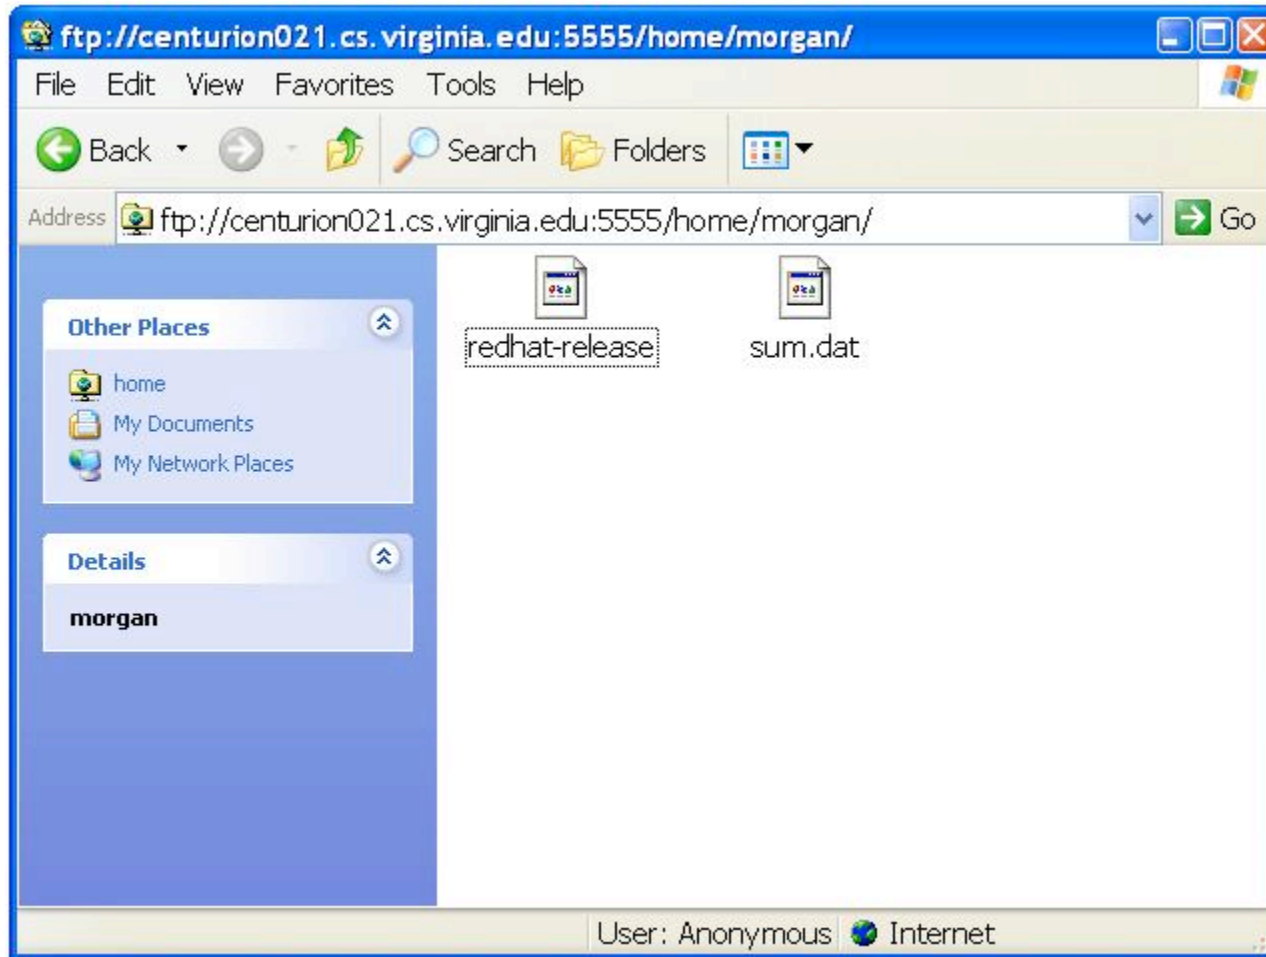 ftp://centurion021.cs.virginia.edu:5555/home/morgan/
File Edit View Favorites Tools Help
Back Search Folders
Address ftp://centurion021.cs.virginia.edu:5555/home/morgan/ Go
Other Places
home
My Documents
My Network Places
Details
morgan
redhat-release sum.dat
User: Anonymous Internet